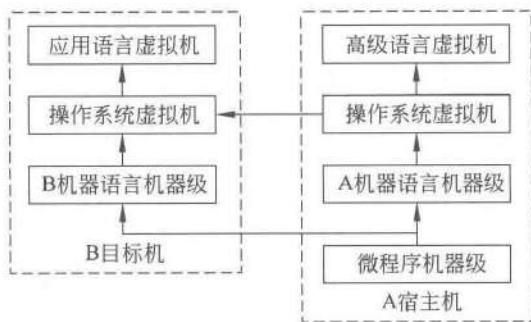 应用语言虚拟机
高级语言虚拟机
操作系统虚拟机
操作系统虚拟机
B机器语言机器级
A机器语言机器级
B目标机
微程序机器级
A宿主机